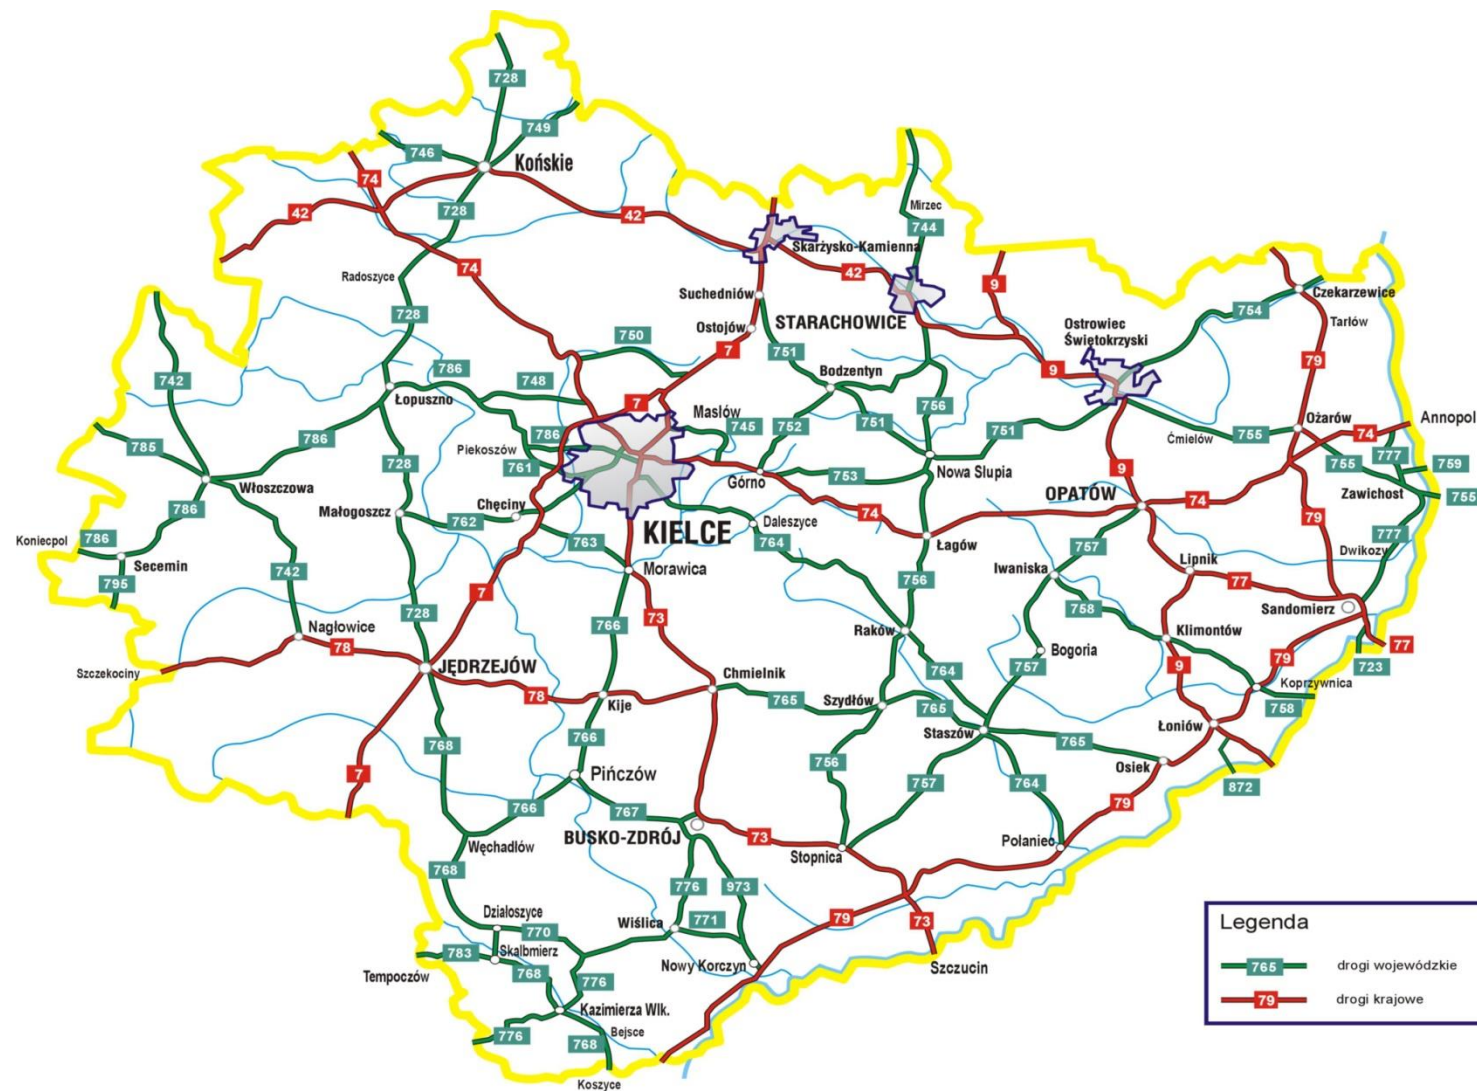 728
749
746
Końskie
74
42
728
42
Mirzec
744
Skarżysko-Kamienna
74
42
9
Radoszyce
Suchedniów
Czekarzewice
754
728
Ostojów
STARACHOWICE
Ostrowiec
Świętokrzyski
Tarłów
750
7
751
79
786
742
748
Bodzentyn
9
Łopuszno
7
Masłów
756
786
745
752
751
751
Annopol
785
786
Piekoszów
Ożarów
74
Ćmielów
755
777
761
Górno
753
Nowa Słupia
9
755
759
Włoszczowa
728
OPATÓW
74
Zawichost
755
786
Małogoszcz
762
Chęciny
KIELCE
Daleszyce
74
79
777
Koniecpol
786
763
764
Łagów
757
Dwikozy
Secemin
742
Morawica
Iwaniska
Lipnik
77
795
756
728
7
766
73
758
Sandomierz
Nagłowice
Raków
Klimontów
78
77
Szczekociny
JĘDRZEJÓW
764
757
Bogoria
9
79
723
Chmielnik
78
Kije
765
Szydłów
765
Koprzywnica
758
Staszów
Łoniów
768
766
765
Osiek
7
Pińczów
756
757
764
872
766
767
79
BUSKO-ZDRÓJ
73
Stopnica
Połaniec
Węchadłów
768
776
973
Działoszyce
Wiślica
771
79
73
770
Legenda
783
Skalbmierz
768
Tempoczów
Nowy Korczyn
Szczucin
765
drogi wojewódzkie
776
79
drogi krajowe
Kazimierza Wlk.
776
768
Bejsce
Koszyce